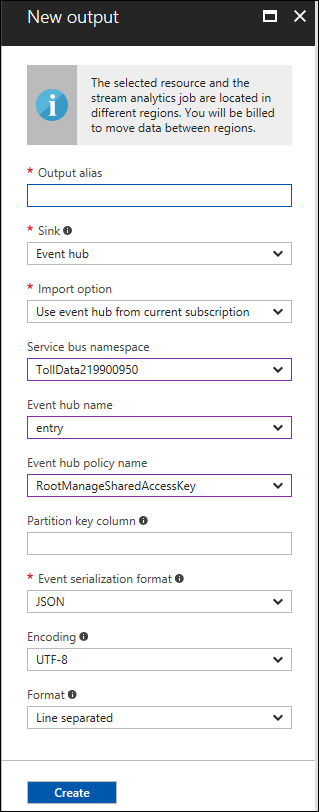 New output
The selected resource and the
stream analytics job are located in
different regions. You will be billed
to move data between regions.
* Output alias
* Sink
Event hub
* Import option
Use event hub from current subscription
Service bus namespace
TollData219900950
Event hub name
entry
Event hub policy name
RootManageSharedAccessKey
Partition key column
* Event serialization format
JSON
Encoding
UTF-8
Format
Line separated
Create